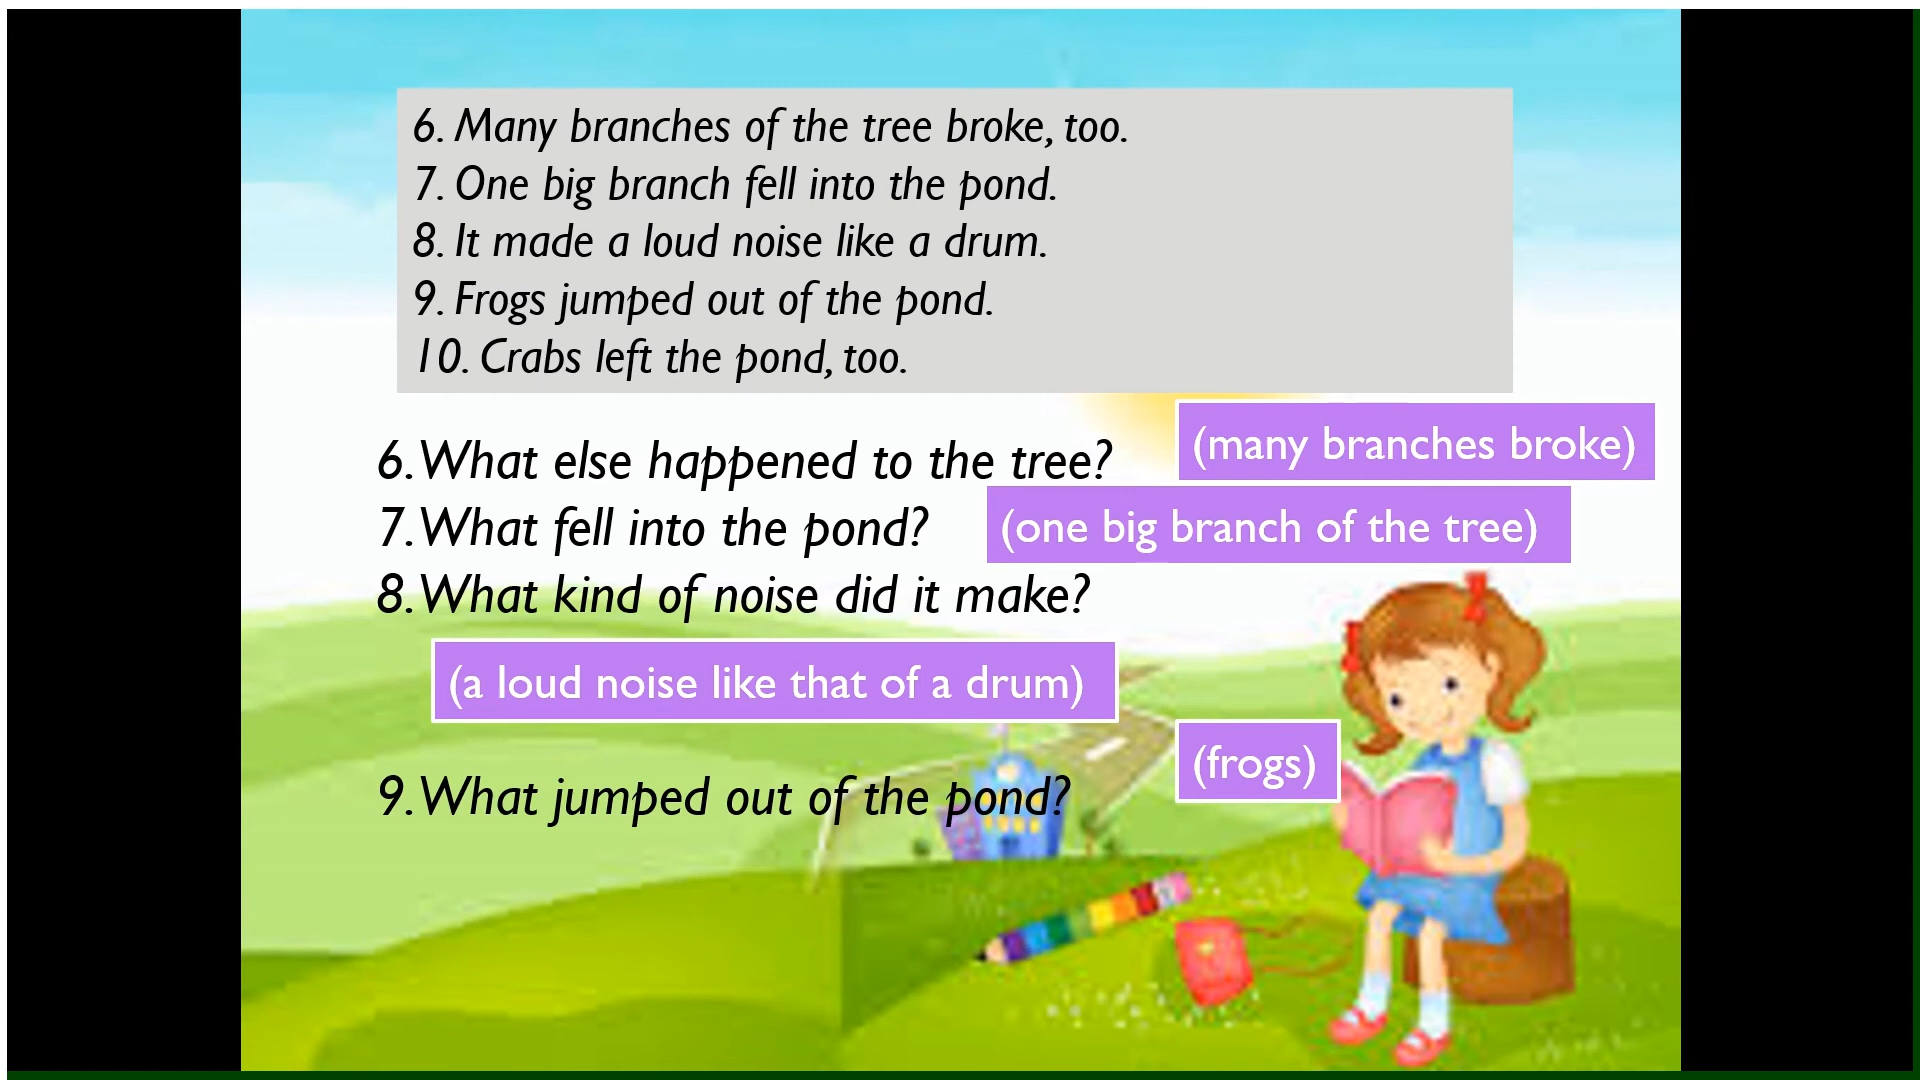 6. Many branches of the tree broke, too.
7. One big branch fell into the pond.
8. It made a loud noise like a drum.
9. Frogs jumped out of the pond.
10. Crabs left the pond, too.
6. What else happened to the tree? (many branches broke)
7. What fell into the pond? (one big branch of the tree)
8. What kind of noise did it make?
(a loud noise like that of a drum)
9. What jumped out of the pond? (frogs)